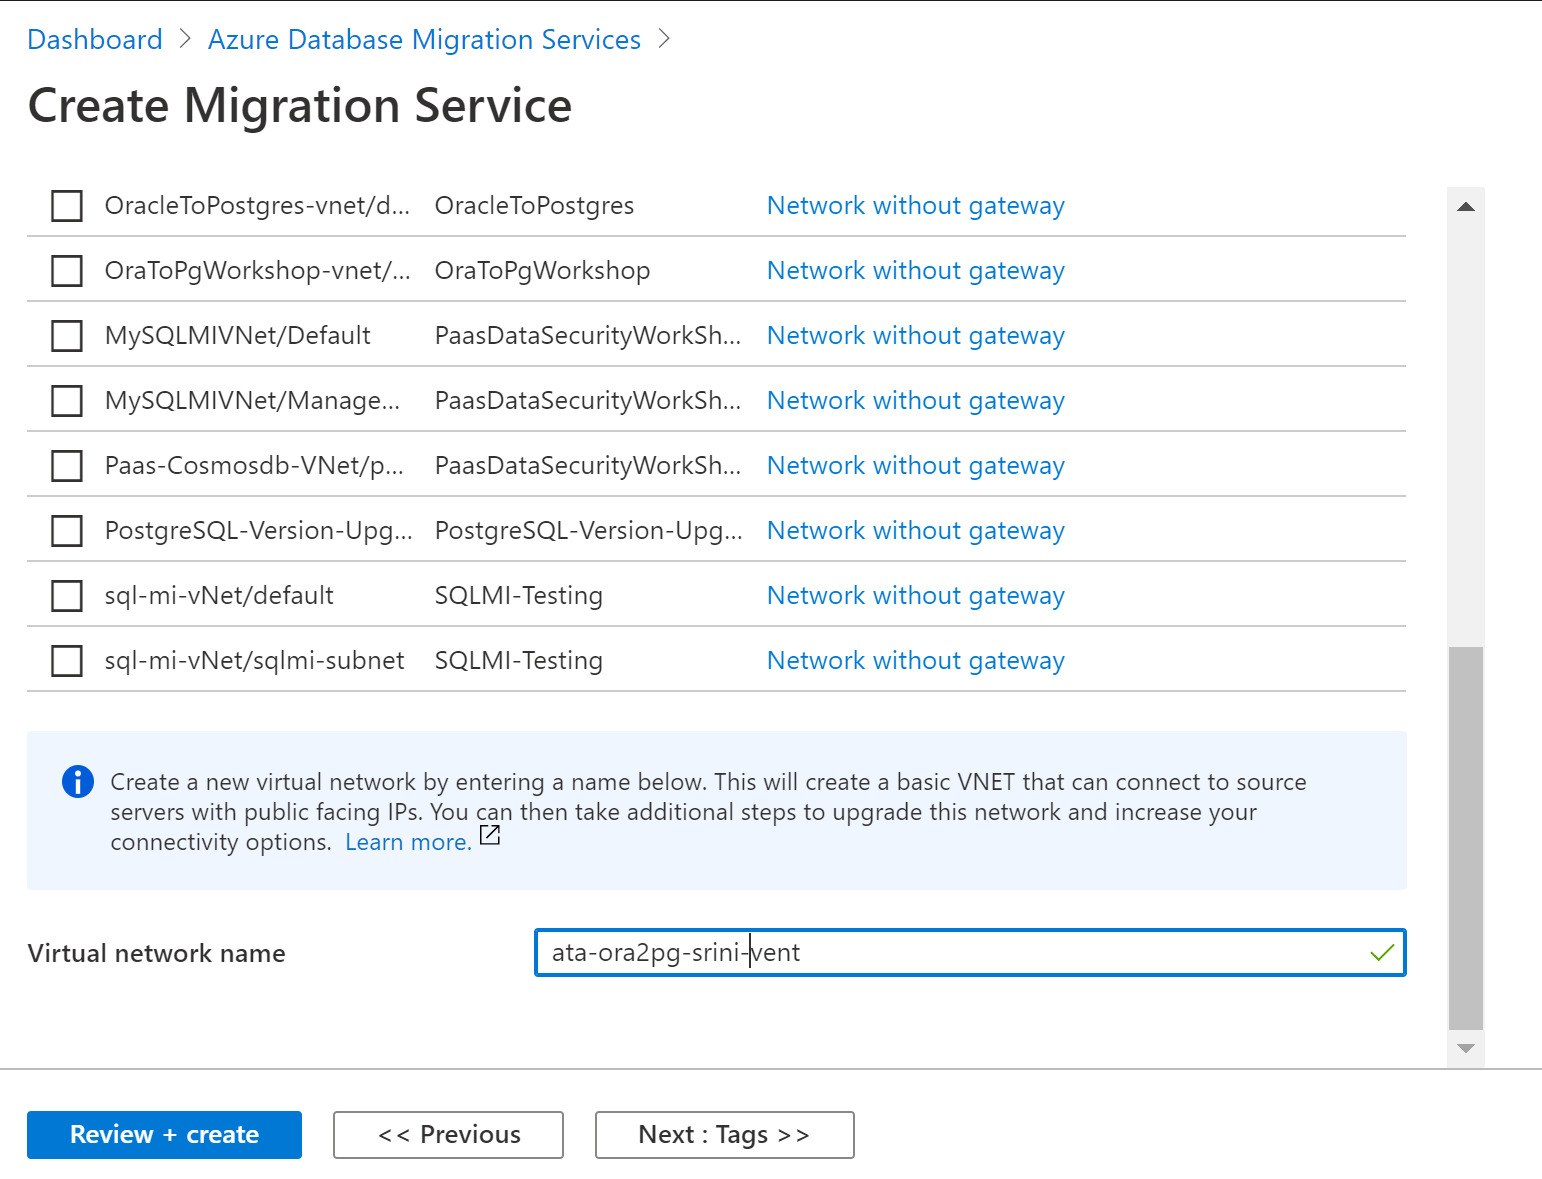 Dashboard > Azure Database Migration Services >
Create Migration Service
OracleToPostgres-vnet/d... OracleToPostgres Network without gateway
OraToPgWorkshop-vnet/... OraToPgWorkshop Network without gateway
MySQLMIVNet/Default PaasDataSecurityWorkSh... Network without gateway
MySQLMIVNet/Manage... PaasDataSecurityWorkSh... Network without gateway
Paas-Cosmosdb-VNet/p... PaasDataSecurityWorkSh... Network without gateway
PostgreSQL-Version-Upg... PostgreSQL-Version-Upg... Network without gateway
sql-mi-vNet/default SQLMI-Testing Network without gateway
sql-mi-vNet/sqlmi-subnet SQLMI-Testing Network without gateway
Create a new virtual network by entering a name below. This will create a basic VNET that can connect to source
servers with public facing IPs. You can then take additional steps to upgrade this network and increase your
connectivity options. Learn more.
Virtual network name ata-ora2pg-srini-vent
Review + create << Previous Next : Tags >>